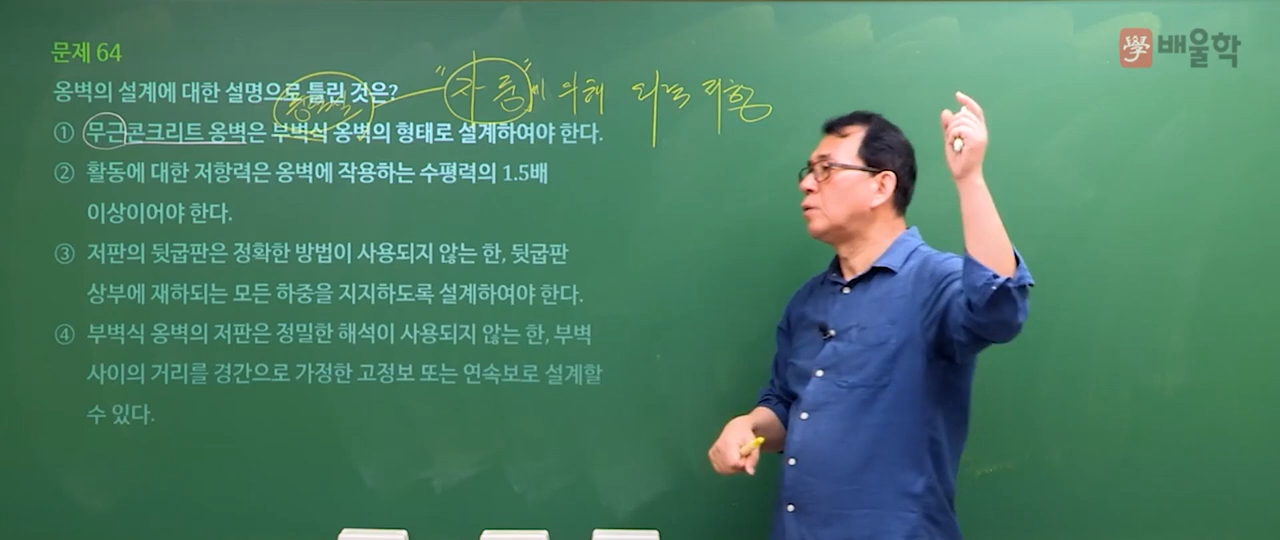 문제 64
學 배울학
옹벽의 설계에 대한 설명으로 틀린 것은?
"자중"에 의해 외력 저항
중력식
① 무근콘크리트 옹벽은 부벽식 옹벽의 형태로 설계하여야 한다.
② 활동에 대한 저항력은 옹벽에 작용하는 수평력의 1.5배
이상이어야 한다.
③ 저판의 뒷굽판은 정확한 방법이 사용되지 않는 한, 뒷굽판
상부에 재하되는 모든 하중을 지지하도록 설계하여야 한다.
④ 부벽식 옹벽의 저판은 정밀한 해석이 사용되지 않는 한, 부벽
사이의 거리를 경간으로 가정한 고정보 또는 연속보로 설계할
수 있다.